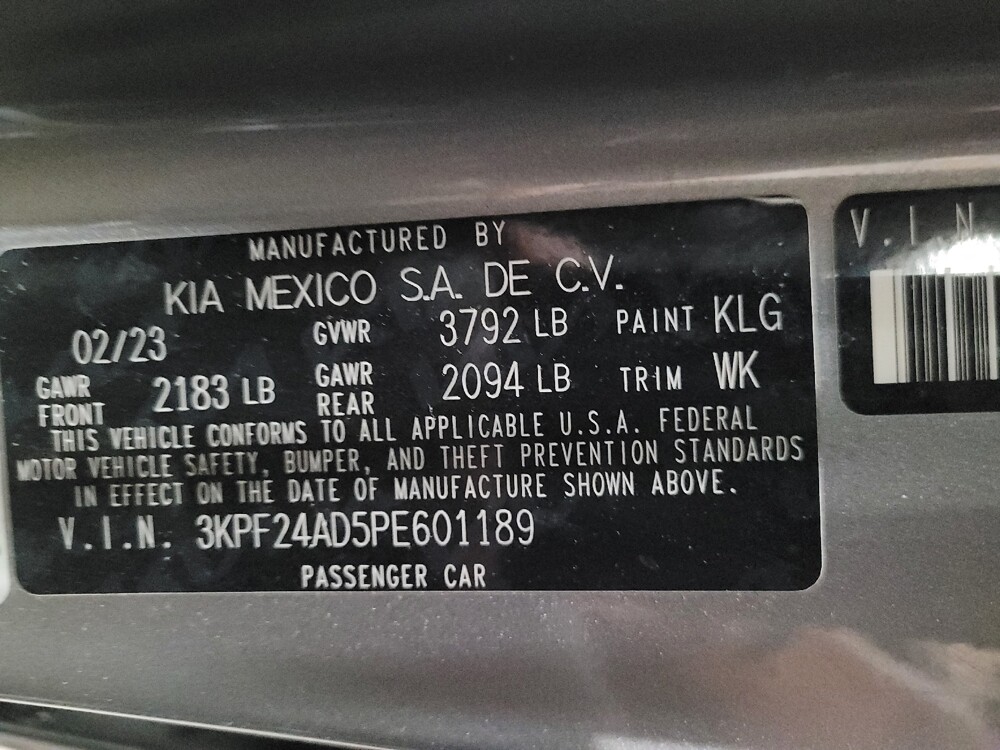 MANUFACTURED BY
KIA MEXICO S.A. DE C.V.
02/23 GVWR 3792 LB PAINT KLG
GAWR FRONT 2183 LB GAWR REAR 2094 LB TRIM WK
THIS VEHICLE CONFORMS TO ALL APPLICABLE U.S.A. FEDERAL
MOTOR VEHICLE SAFETY, BUMPER, AND THEFT PREVENTION STANDARDS
IN EFFECT ON THE DATE OF MANUFACTURE SHOWN ABOVE.
V.I.N. 3KPF24AD5PE601189
PASSENGER CAR
V.I.N